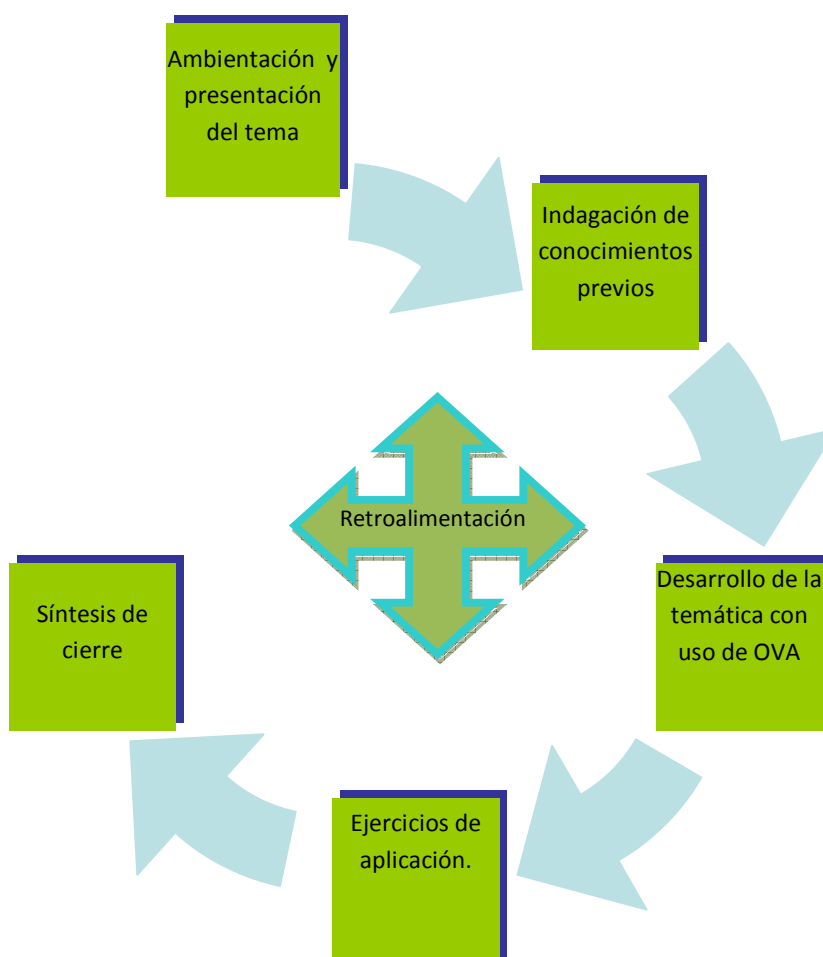 Ambientación y
presentación
del tema
Indagación de
conocimientos
previos
Retroalimentación
Desarrollo de la
temática con
uso de OVA
Ejercicios de
aplicación.
Síntesis de
cierre